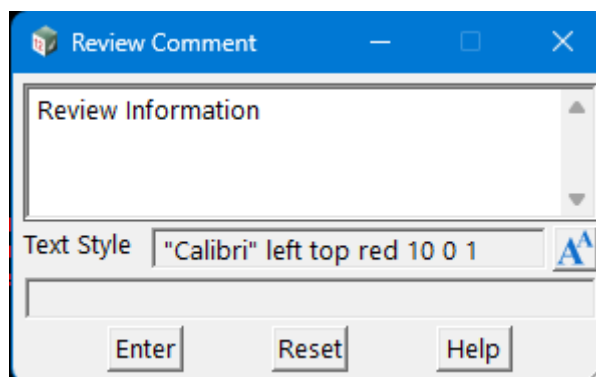 Review Comment
Review Information
Text Style "Calibri" left top red 10 0 1
Enter Reset Help